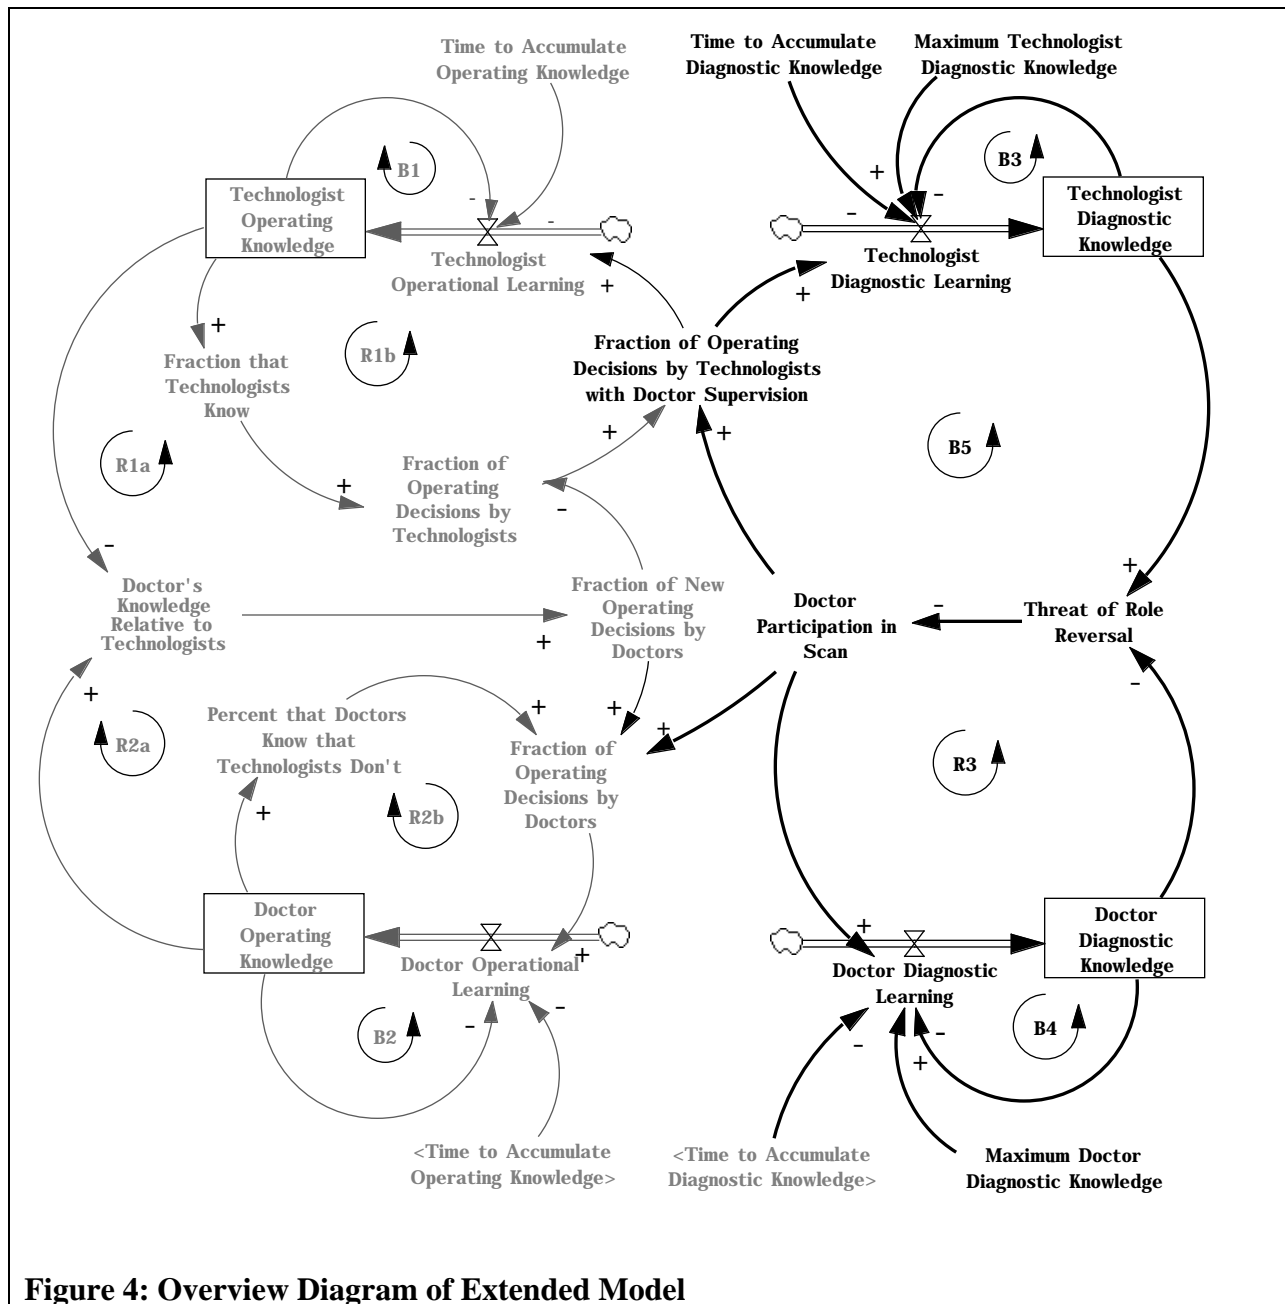 Time to Accumulate
Operating Knowledge
Time to Accumulate
Diagnostic Knowledge
Maximum Technologist
Diagnostic Knowledge
B1
B3
Technologist
Operating
Knowledge
-
-
+
-
-
Technologist
Diagnostic
Knowledge
Technologist
Operational Learning
+
Technologist
Diagnostic Learning
+
+
Fraction that
Technologists
Know
R1b
Fraction of Operating
Decisions by Technologists
with Doctor Supervision
R1a
+
Fraction of
Operating
Decisions by
Technologists
+
-
+
B5
-
Doctor's
Knowledge
Relative to
Technologists
+
Fraction of New
Operating
Decisions by
Doctors
Doctor
Participation in
Scan
-
+
Threat of Role
Reversal
-
+
R2a
Percent that Doctors
Know that
Technologists Don't
+
+
+
+
R2b
Fraction of
Operating
Decisions by
Doctors
R3
Doctor
Operating
Knowledge
Doctor Operational
Learning
+
+
Doctor Diagnostic
Learning
Doctor
Diagnostic
Knowledge
B2
-
-
-
+
-
B4
<Time to Accumulate
Operating Knowledge>
<Time to Accumulate
Diagnostic Knowledge>
Maximum Doctor
Diagnostic Knowledge
Figure 4: Overview Diagram of Extended Model